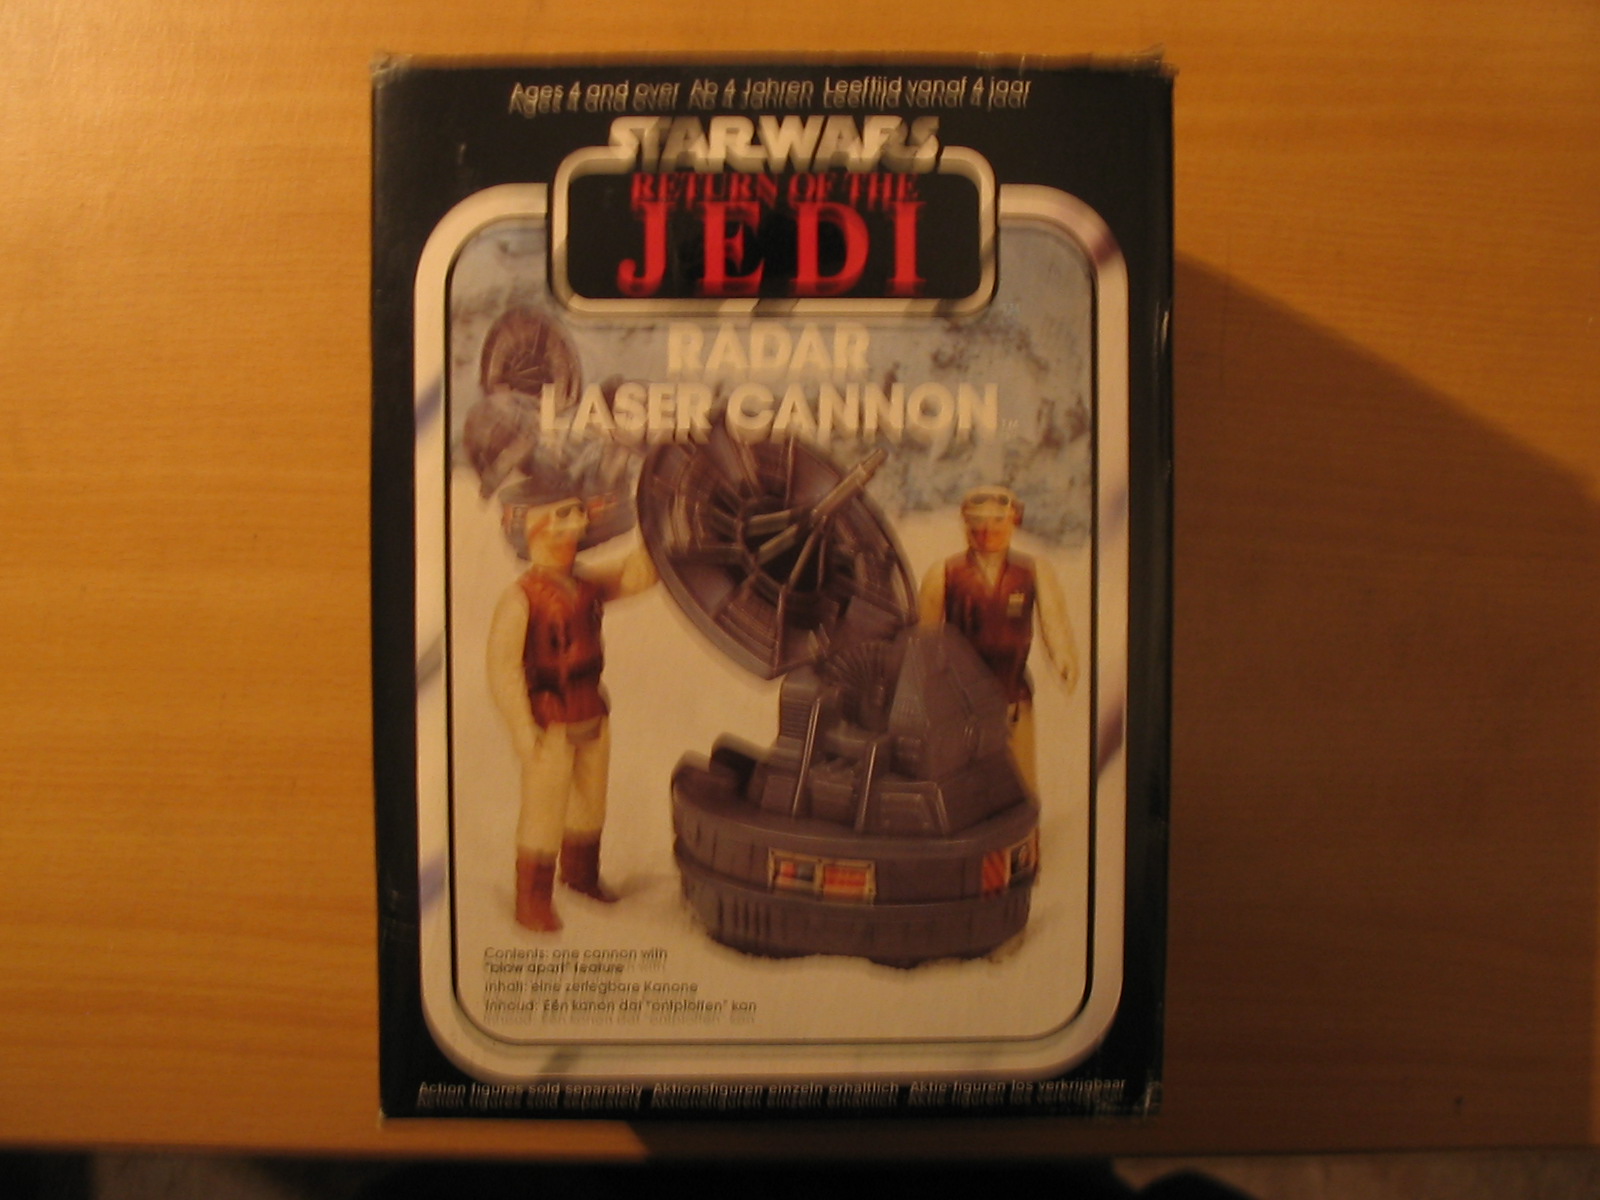 Ages 4 and over Ab 4 Jahren Leeftijd vanaf 4 jaar
STAR WARS
RETURN OF THE
JEDI
RADAR
LASER CANNON™
Contents: one cannon with
"blow apart" feature
Inhalt: eine zerlegbare Kanone
Inhoud: Eén kanon dat "ontploffen" kan
Action figures sold separately Aktionsfiguren einzeln erhältlich Aktie-figuren los verkrijgbaar